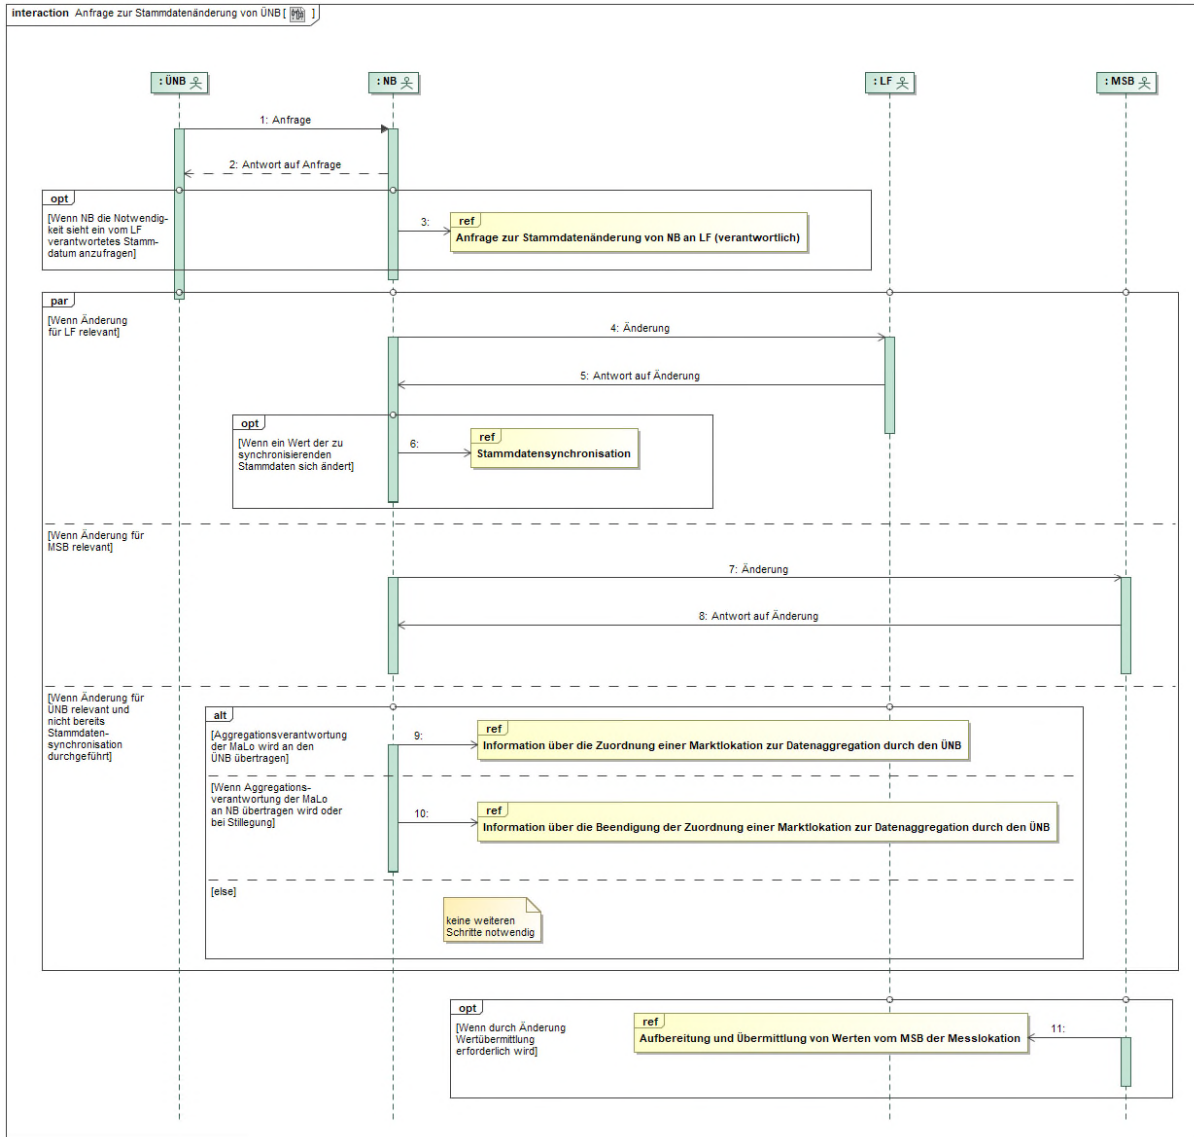 interaction Anfrage zur Stammdatenänderung von ÜNB [ ]
: ÜNB
: NB
: LF
: MSB
1: Anfrage
2: Antwort auf Anfrage
opt
[Wenn NB die Notwendig-
keit sieht ein vom LF
verantwortetes Stamm-
datum anzufragen]
3:
ref
Anfrage zur Stammdatenänderung von NB an LF (verantwortlich)
par
[Wenn Änderung
für LF relevant]
4: Änderung
5: Antwort auf Änderung
opt
[Wenn ein Wert der zu
synchronisierenden
Stammdaten sich ändert]
6:
ref
Stammdatensynchronisation
[Wenn Änderung für
MSB relevant]
7: Änderung
8: Antwort auf Änderung
[Wenn Änderung für
ÜNB relevant und
nicht bereits
Stammdaten-
synchronisation
durchgeführt]
alt
[Aggregationsverantwortung
der MaLo wird an den
ÜNB übertragen]
9:
ref
Information über die Zuordnung einer Marktlokation zur Datenaggregation durch den ÜNB
[Wenn Aggregations-
verantwortung der MaLo
an NB übertragen wird oder
bei Stillegung]
10:
ref
Information über die Beendigung der Zuordnung einer Marktlokation zur Datenaggregation durch den ÜNB
[else]
keine weiteren
Schritte notwendig
opt
[Wenn durch Änderung
Wertübermittlung
erforderlich wird]
ref
Aufbereitung und Übermittlung von Werten vom MSB der Messlokation
11: